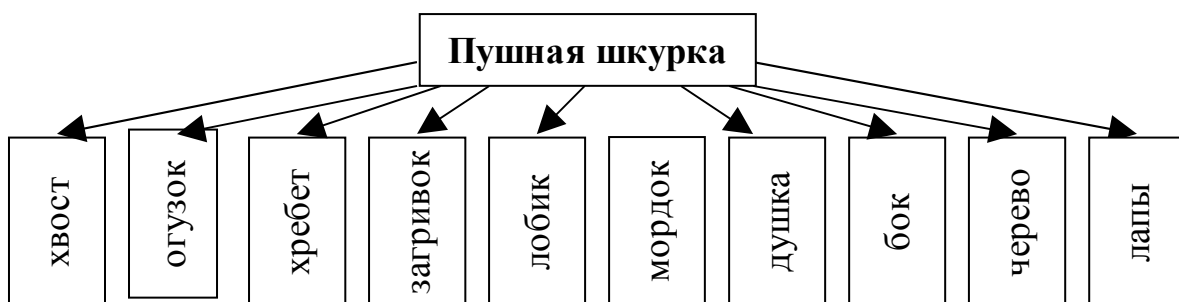 Пушная шкурка
хвост
огузок
хребет
загривок
лобик
мордок
душка
бок
черево
лапы